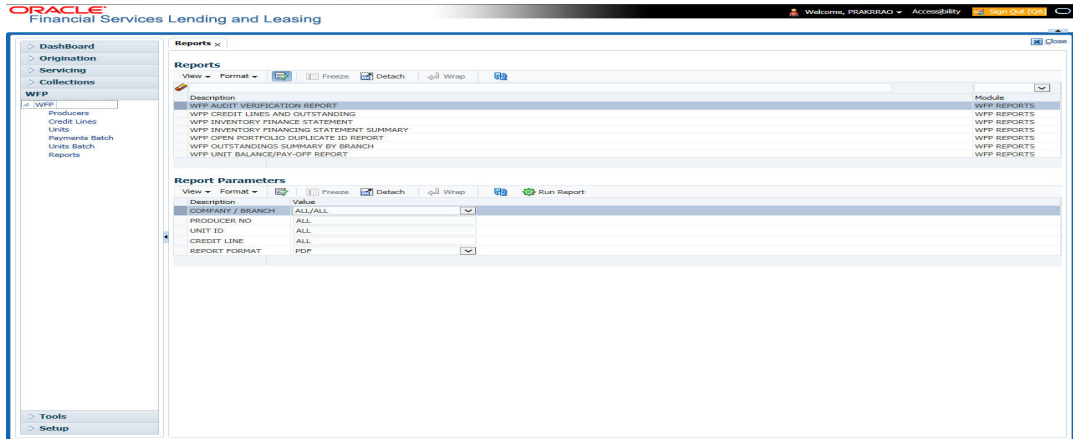 ORACLE
Financial Services Lending and Leasing
Welcome, PRAKRRAO Accessibility Sign Out [QA]
DashBoard
Origination
Servicing
Collections
WFP
WFP
Producers
Credit Lines
Units
Payments Batch
Units Batch
Reports
Tools
Setup
Reports × Close
Reports
View Format Freeze Detach Wrap
Description Module
WFP AUDIT VERIFICATION REPORT WFP REPORTS
WFP CREDIT LINES AND OUTSTANDING WFP REPORTS
WFP INVENTORY FINANCE STATEMENT WFP REPORTS
WFP INVENTORY FINANCING STATEMENT SUMMARY WFP REPORTS
WFP OPEN PORTFOLIO DUPLICATE ID REPORT WFP REPORTS
WFP OUTSTANDINGS SUMMARY BY BRANCH WFP REPORTS
WFP UNIT BALANCE/PAY-OFF REPORT WFP REPORTS
Report Parameters
View Format Freeze Detach Wrap Run Report
Description Value
COMPANY / BRANCH ALL/ALL
PRODUCER NO ALL
UNIT ID ALL
CREDIT LINE ALL
REPORT FORMAT PDF